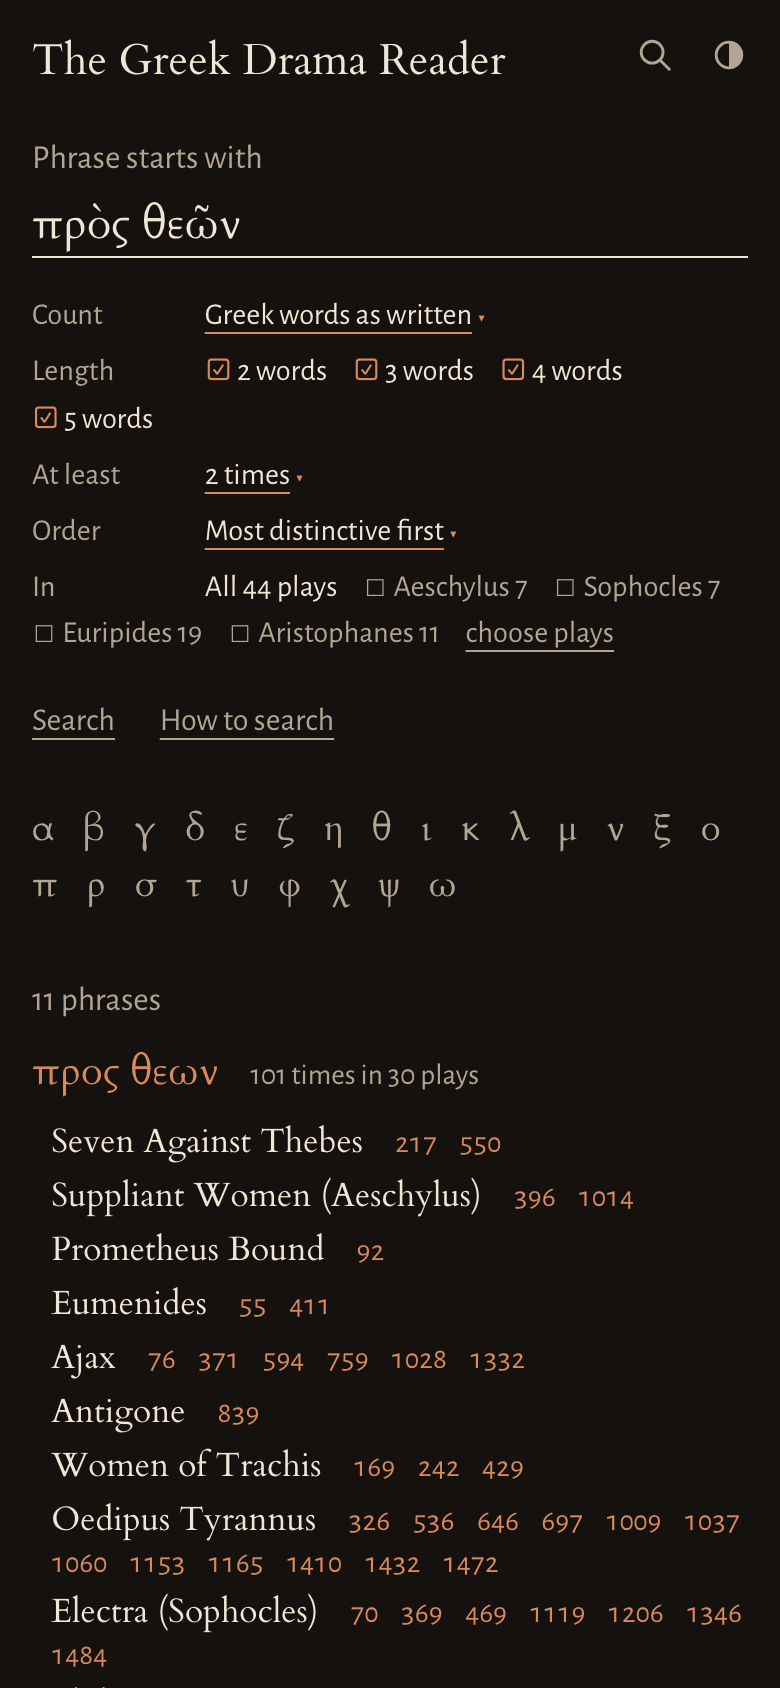 The Greek Drama Reader
Phrase starts with
πρὸς θεῶν
Count Greek words as written ▾
Length 2 words 3 words 4 words
5 words
At least 2 times ▾
Order Most distinctive first ▾
In All 44 plays Aeschylus 7 Sophocles 7
Euripides 19 Aristophanes 11 choose plays
Search How to search
α β γ δ ε ζ η θ ι κ λ μ ν ξ ο
π ρ σ τ υ φ χ ψ ω
11 phrases
προς θεων 101 times in 30 plays
Seven Against Thebes 217 550
Suppliant Women (Aeschylus) 396 1014
Prometheus Bound 92
Eumenides 55 411
Ajax 76 371 594 759 1028 1332
Antigone 839
Women of Trachis 169 242 429
Oedipus Tyrannus 326 536 646 697 1009 1037
1060 1153 1165 1410 1432 1472
Electra (Sophocles) 70 369 469 1119 1206 1346
1484